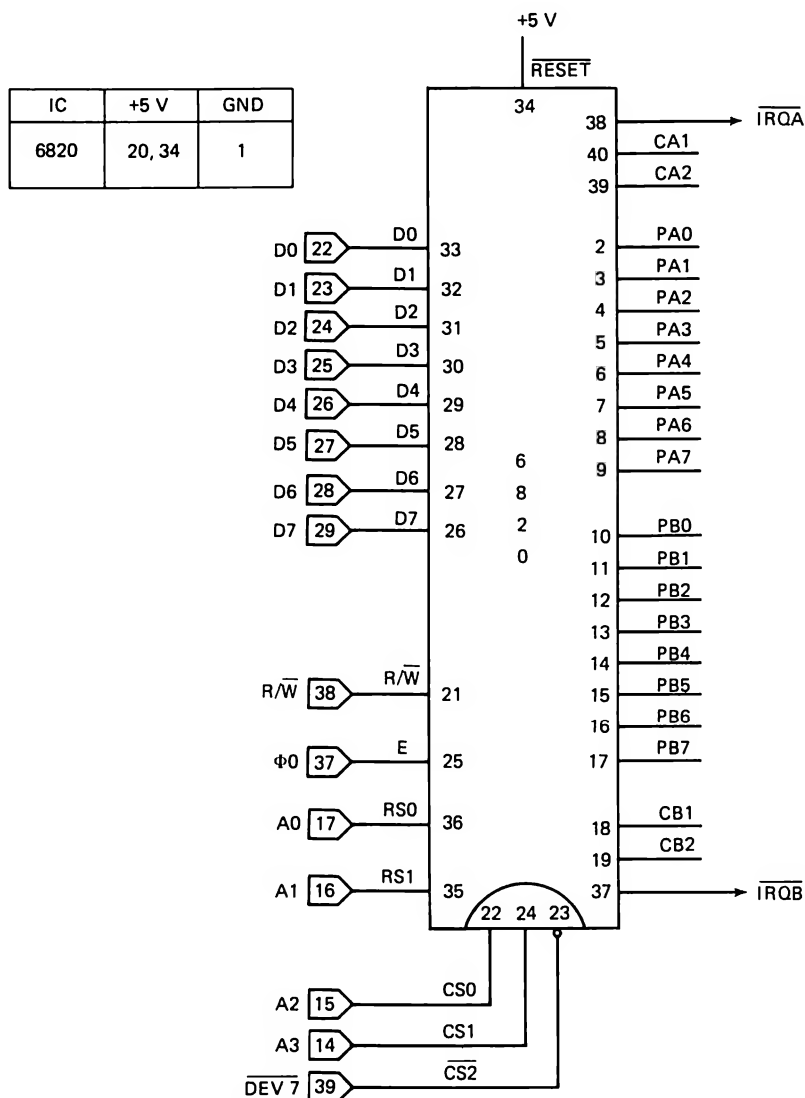 +5 V
RESET
IC +5 V GND
6820 20, 34 1
34
38 IRQA
40 CA1
39 CA2
D0 22 D0 33
2 PA0
D1 23 D1 32
3 PA1
D2 24 D2 31
4 PA2
D3 25 D3 30
5 PA3
D4 26 D4 29
6 PA4
D5 27 D5 28
7 PA5
D6 28 D6 27
8 PA6
D7 29 D7 26
9 PA7
6
8
2
0
10 PB0
11 PB1
12 PB2
13 PB3
14 PB4
15 PB5
16 PB6
17 PB7
R/W 38 R/W 21
Φ0 37 E 25
A0 17 RS0 36
18 CB1
19 CB2
A1 16 RS1 35
37 IRQB
22 24 23
A2 15 CS0
A3 14 CS1
DEV 7 39 CS2